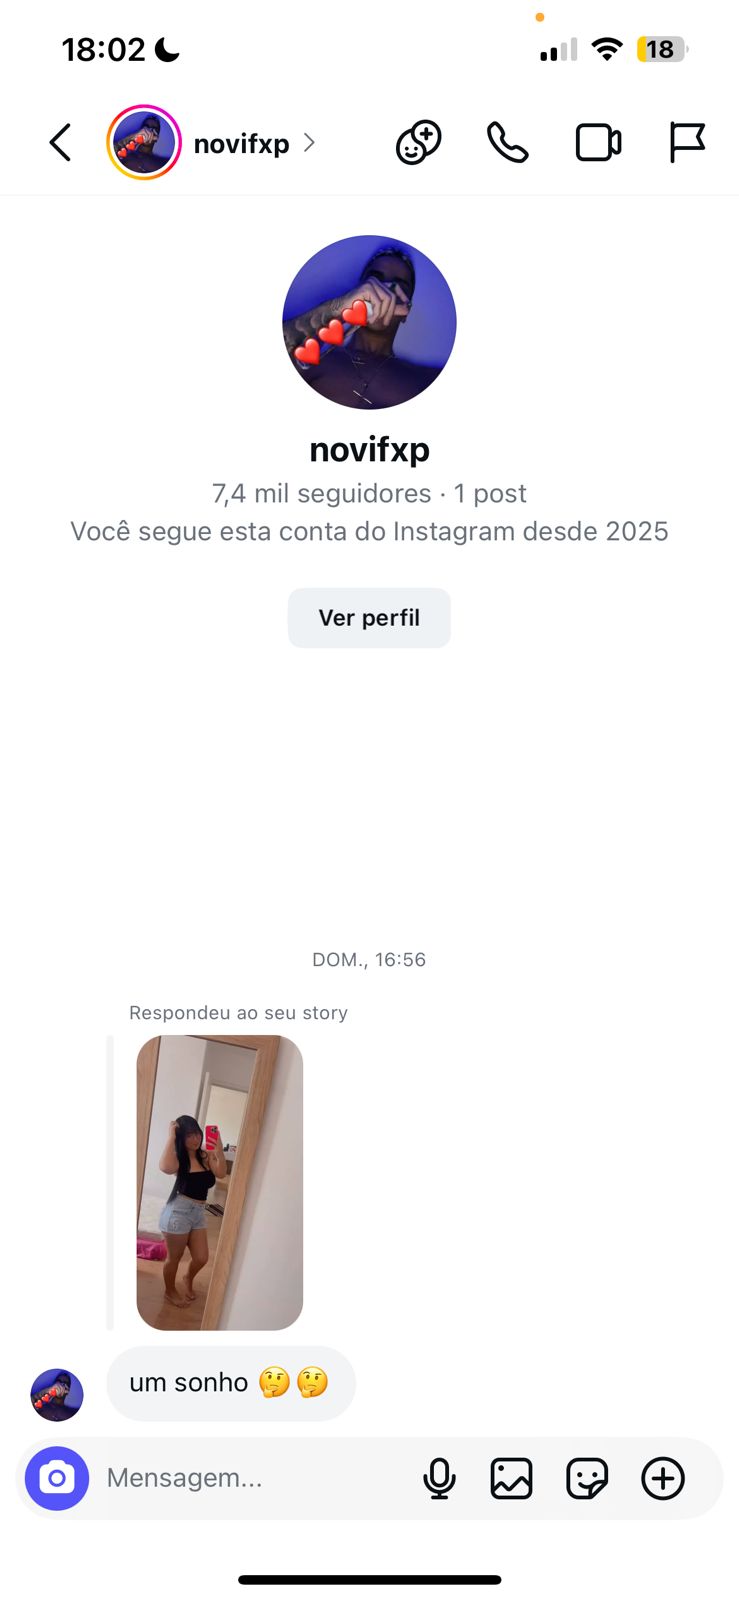 18:02
18
novifxp
novifxp
7,4 mil seguidores · 1 post
Você segue esta conta do Instagram desde 2025
Ver perfil
DOM., 16:56
Respondeu ao seu story
um sonho 🤔🤔
Mensagem...